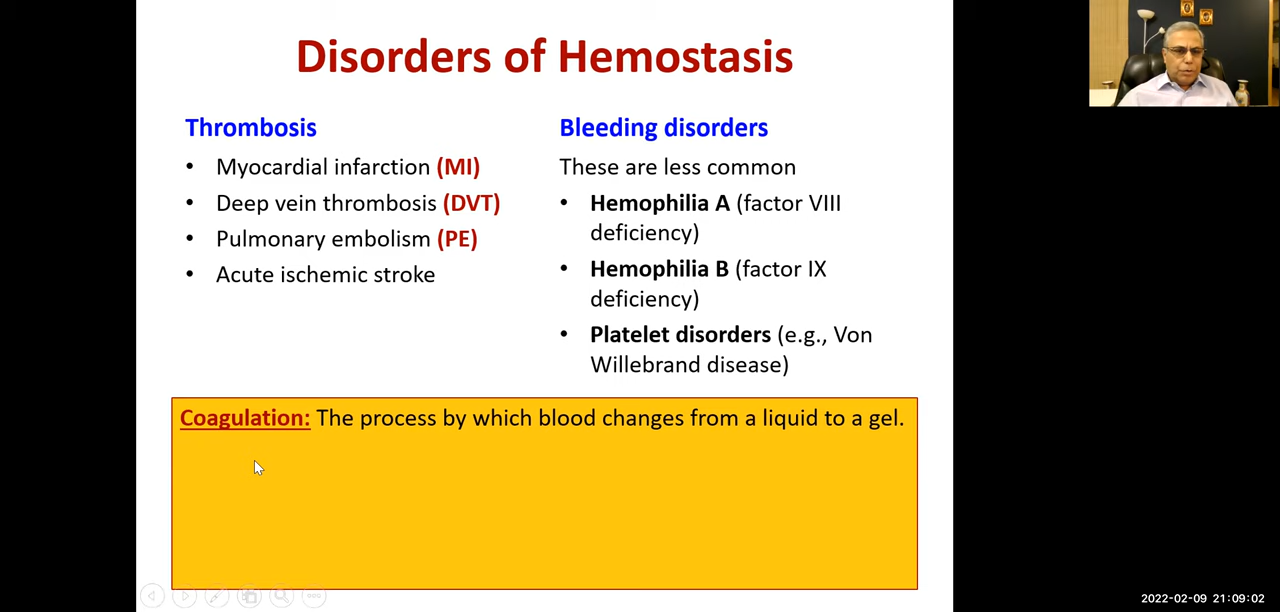 Disorders of Hemostasis
Thrombosis
• Myocardial infarction (MI)
• Deep vein thrombosis (DVT)
• Pulmonary embolism (PE)
• Acute ischemic stroke
Bleeding disorders
These are less common
• Hemophilia A (factor VIII
deficiency)
• Hemophilia B (factor IX
deficiency)
• Platelet disorders (e.g., Von
Willebrand disease)
Coagulation: The process by which blood changes from a liquid to a gel.
2022-02-09 21:09:02